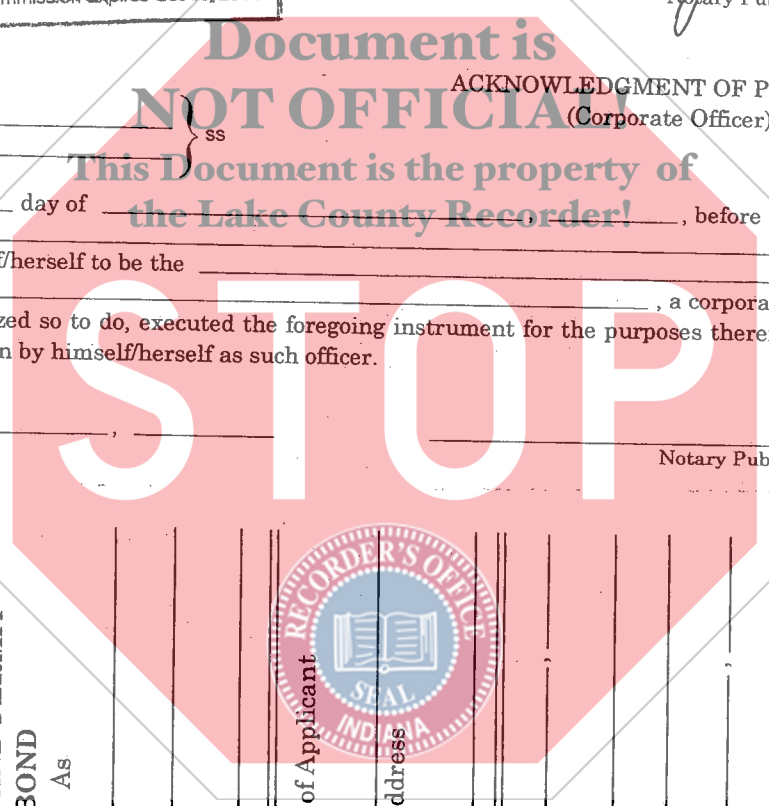 Document is
NOT OFFICIAL!
ACKNOWLEDGMENT OF P
(Corporate Officer)
ss
This Document is the property of
the Lake County Recorder!
day of , , before
f/herself to be the
, a corpora
zed so to do, executed the foregoing instrument for the purposes therei
n by himself/herself as such officer.
,
STOP
Notary Pub
RECORDER'S OFFICE
SEAL
INDIANA
BOND
As
of Applicant
ddress
,
,